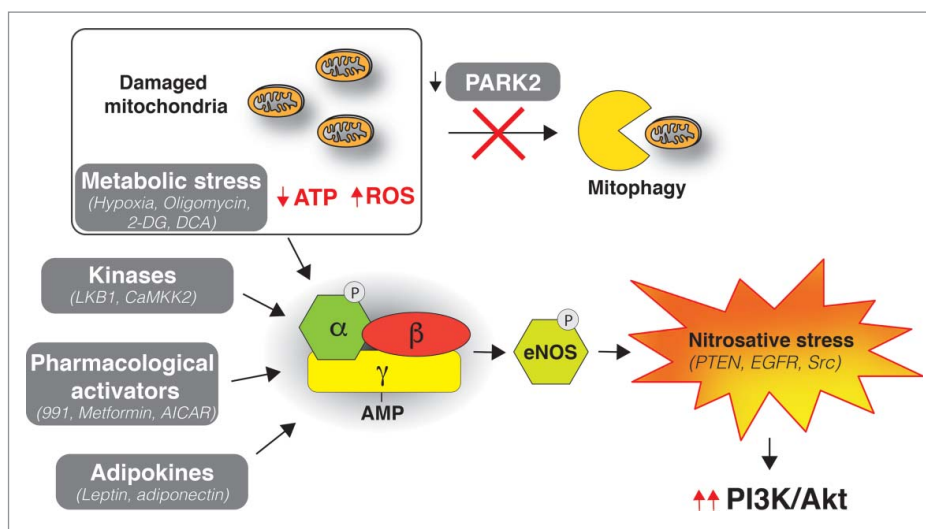 Damaged
mitochondria
PARK2
Mitophagy
Metabolic stress
(Hypoxia, Oligomycin,
2-DG, DCA)
↓ATP ↑ROS
Kinases
(LKB1, CaMKK2)
Pharmacological
activators
(991, Metformin, AICAR)
Adipokines
(Leptin, adiponectin)
P
α
β
γ
AMP
P
eNOS
Nitrosative stress
(PTEN, EGFR, Src)
↑↑ PI3K/Akt